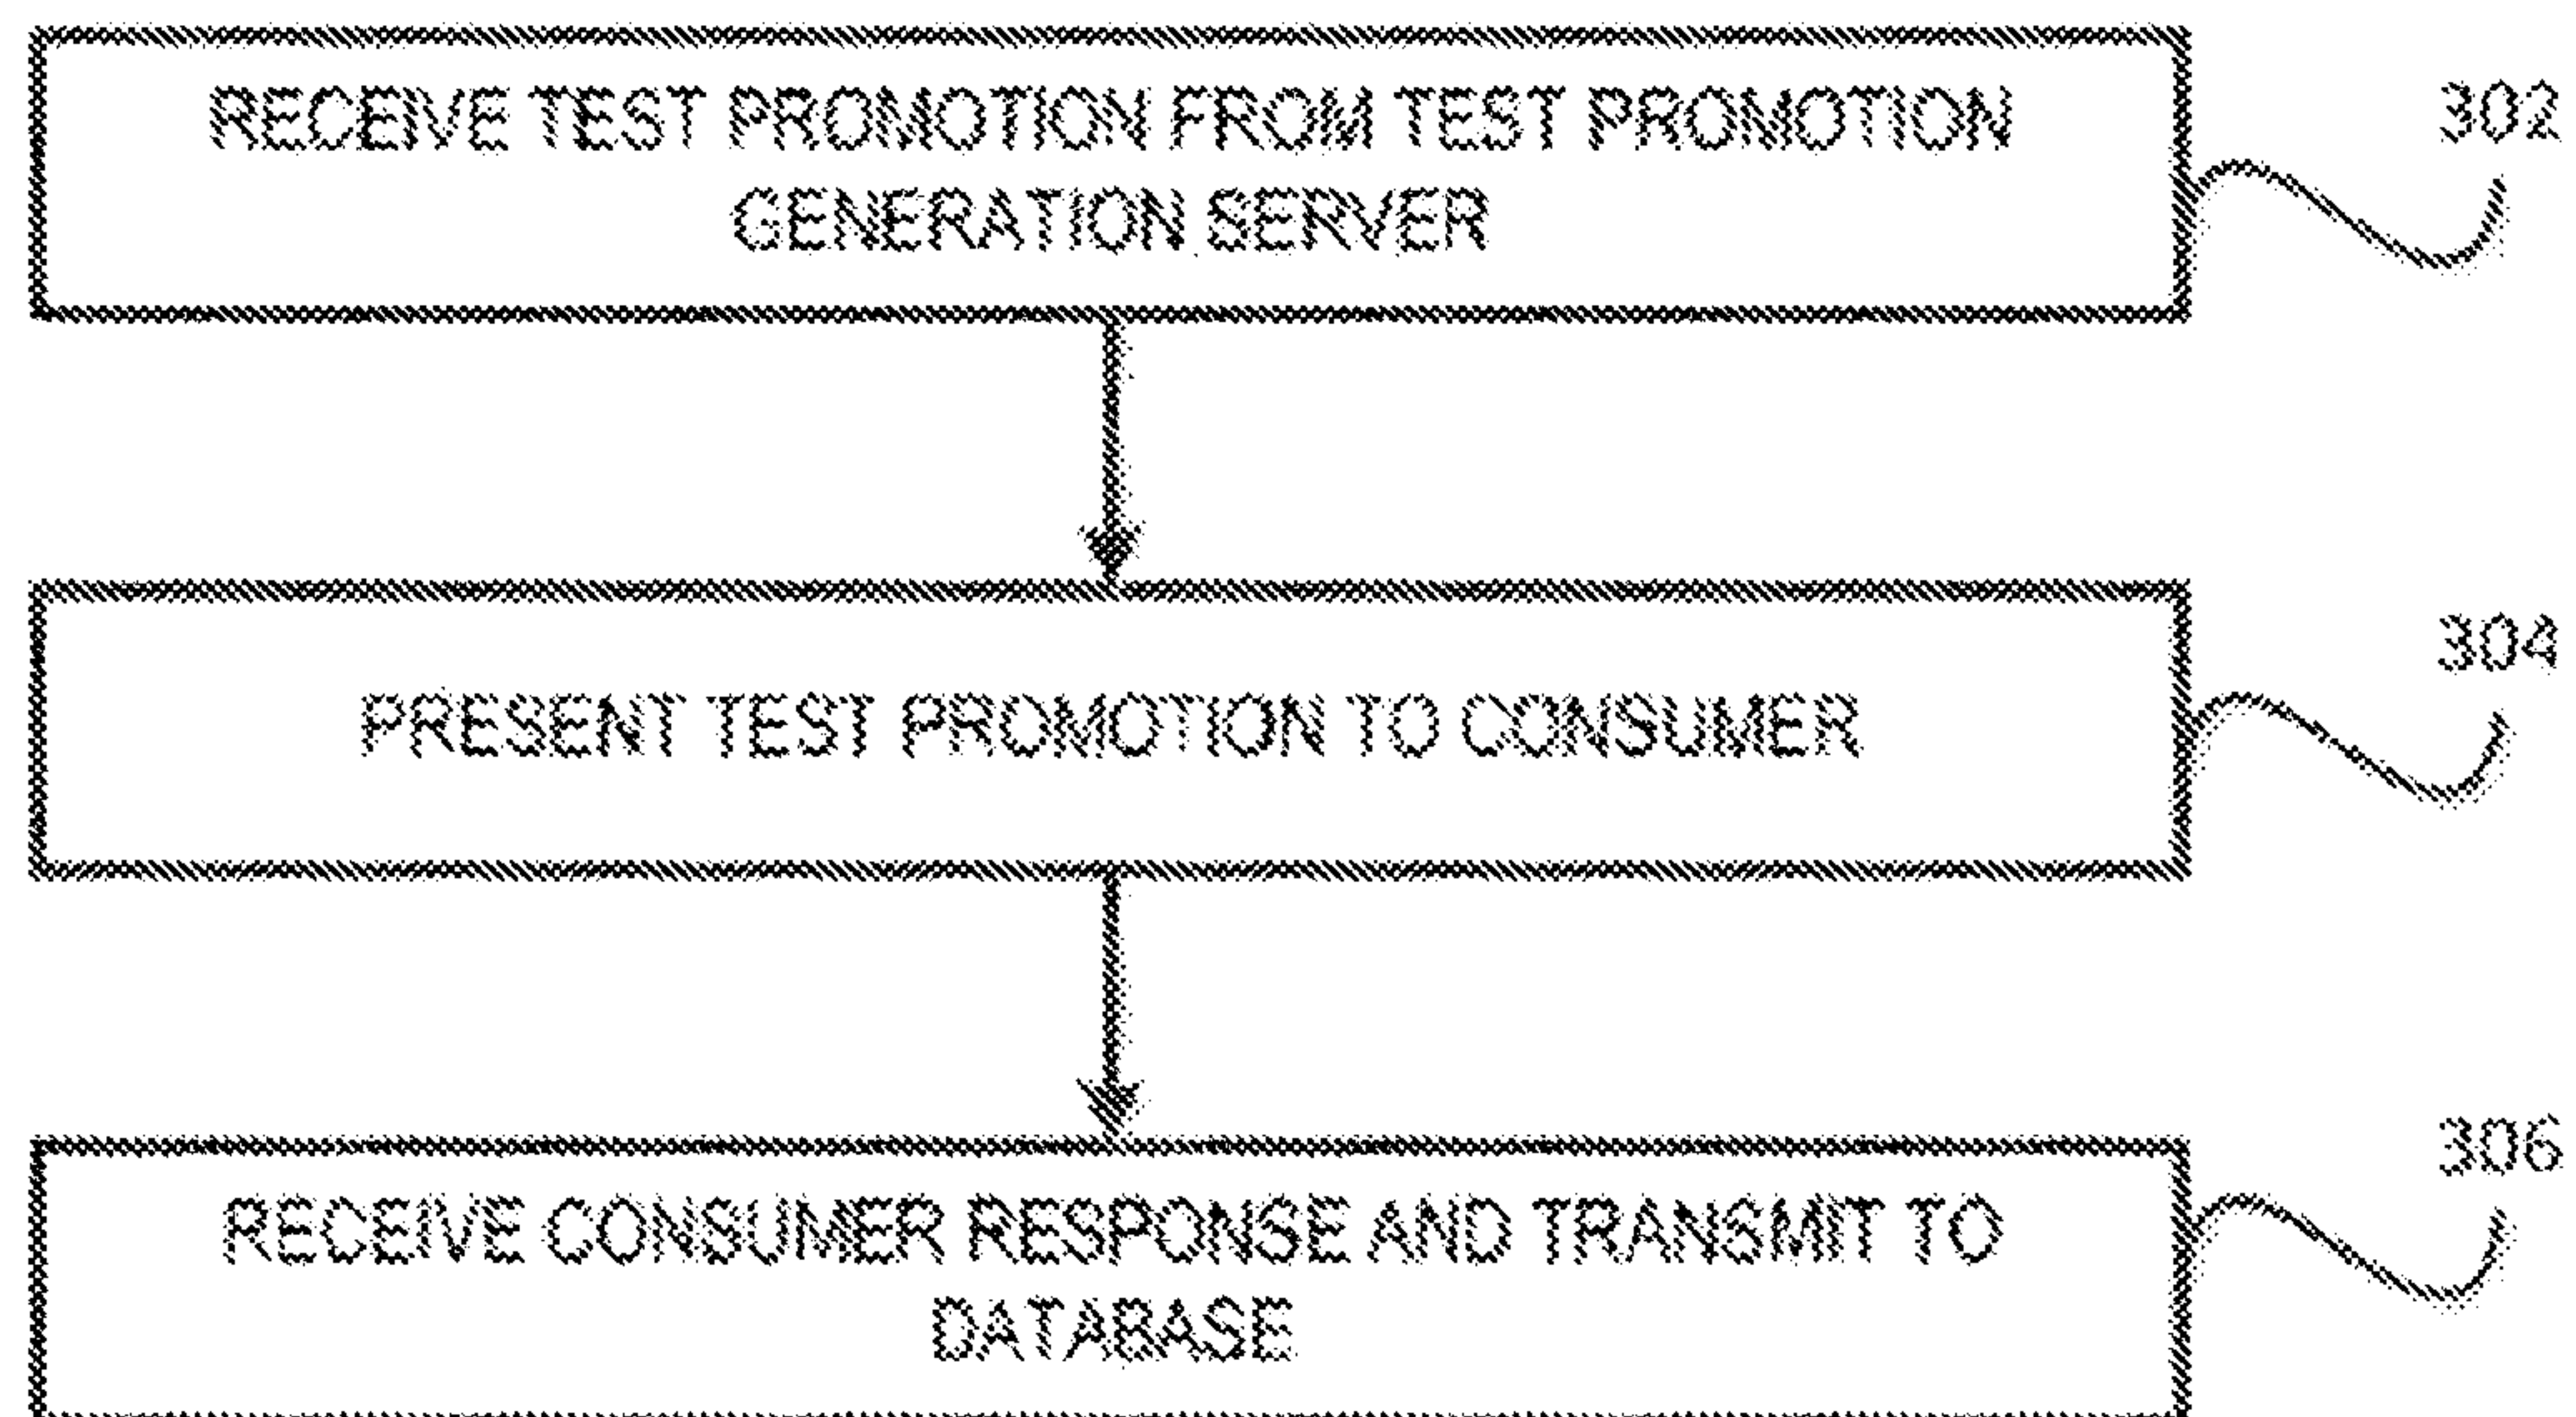 RECEIVE TEST PROMOTION FROM TEST PROMOTION
GENERATION SERVER
302
PRESENT TEST PROMOTION TO CONSUMER
304
RECEIVE CONSUMER RESPONSE AND TRANSMIT TO
DATABASE
306